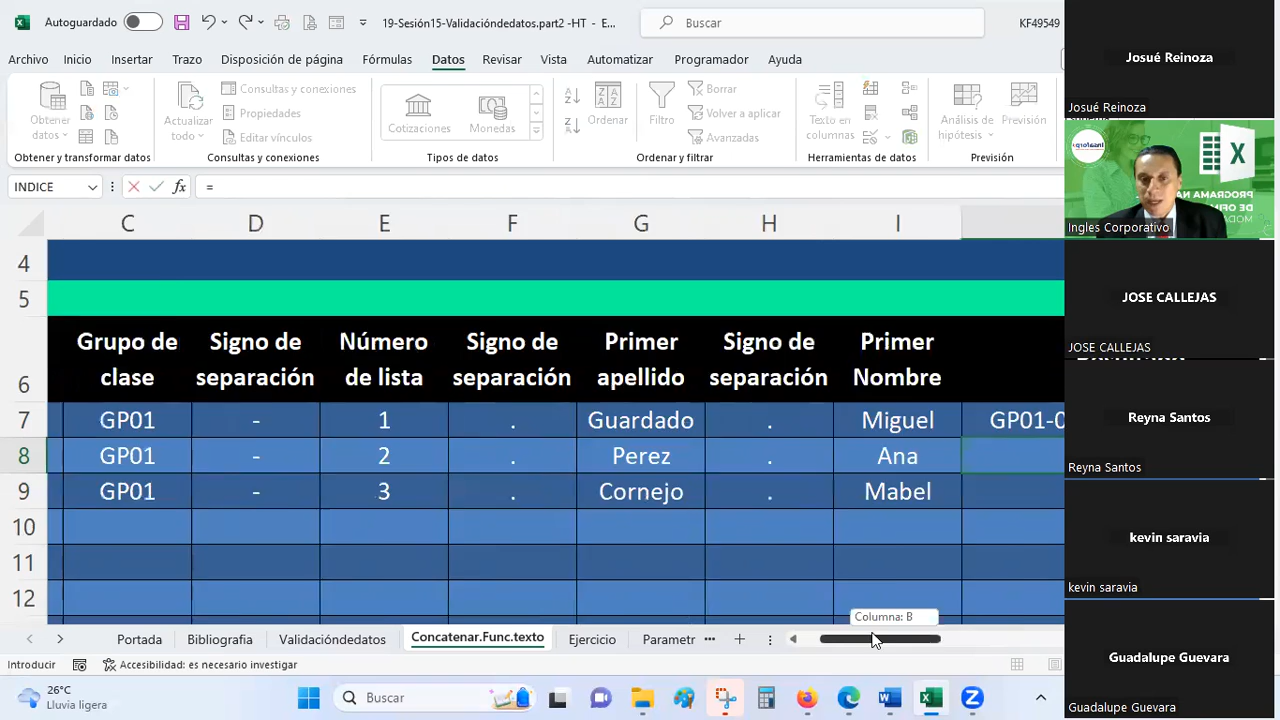 Autoguardado
19-Sesión15-Validacióndedatos.part2 -HT - E...
Buscar
KF49549
Archivo Inicio Insertar Trazo Disposición de página Fórmulas Datos Revisar Vista Automatizar Programador Ayuda
Obtener datos
Actualizar todo
Consultas y conexiones
Propiedades
Editar vínculos
Cotizaciones
Monedas
Ordenar
Filtro
Borrar
Volver a aplicar
Avanzadas
Texto en columnas
Análisis de hipótesis
Previsión
Obtener y transformar datos
Consultas y conexiones
Tipos de datos
Ordenar y filtrar
Herramientas de datos
Previsión
INDICE
fx
=
C D E F G H I
4
5
6 Grupo de clase Signo de separación Número de lista Signo de separación Primer apellido Signo de separación Primer Nombre
7 GP01 - 1 . Guardado . Miguel GP01-0
8 GP01 - 2 . Perez . Ana
9 GP01 - 3 . Cornejo . Mabel
10
11
12
Columna: B
Portada Biblografia Validacióndedatos Concatenar.Func.texto Ejercicio Parametr
Introducir
Accesibilidad: es necesario investigar
26°C
Lluvia ligera
Buscar
Josué Reinoza
Josué Reinoza
Ingles Corporativo
JOSE CALLEJAS
JOSE CALLEJAS
Reyna Santos
Reyna Santos
kevin saravia
kevin saravia
Guadalupe Guevara
Guadalupe Guevara